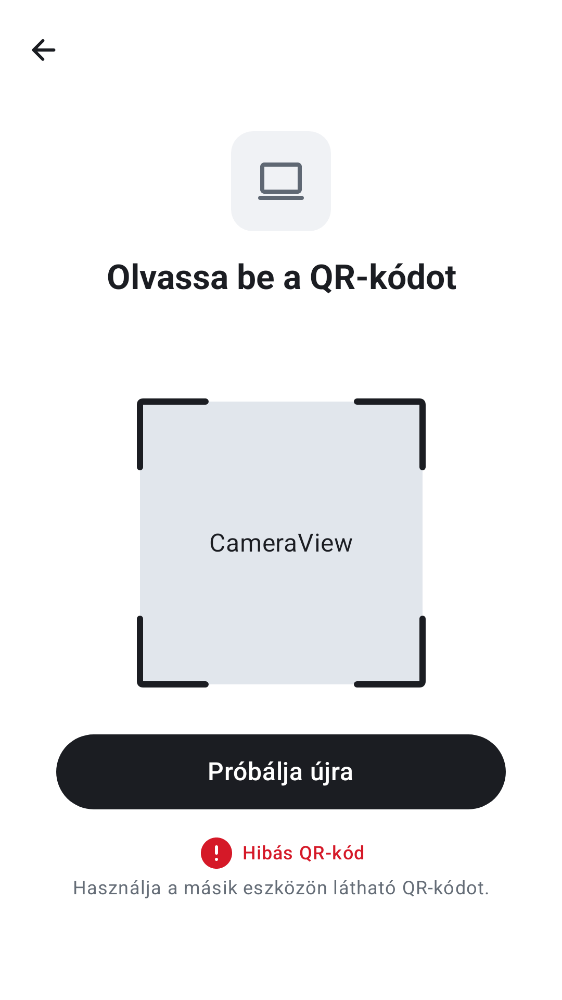 Olvassa be a QR-kódot
CameraView
Próbálja újra
Hibás QR-kód
Használja a másik eszközön látható QR-kódot.